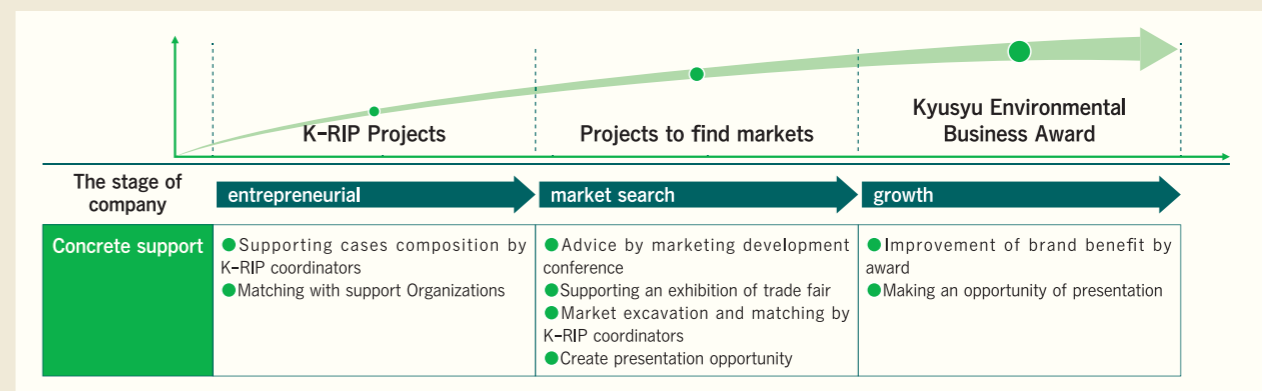 K-RIP Projects
Projects to find markets
Kyusyu Environmental
Business Award
The stage of
company
entrepreneurial
market search
growth
Concrete support
●Supporting cases composition by
K-RIP coordinators
●Matching with support Organizations
●Advice by marketing development
conference
●Supporting an exhibition of trade fair
●Market excavation and matching by
K-RIP coordinators
●Create presentation opportunity
●Improvement of brand benefit by
award
●Making an opportunity of presentation